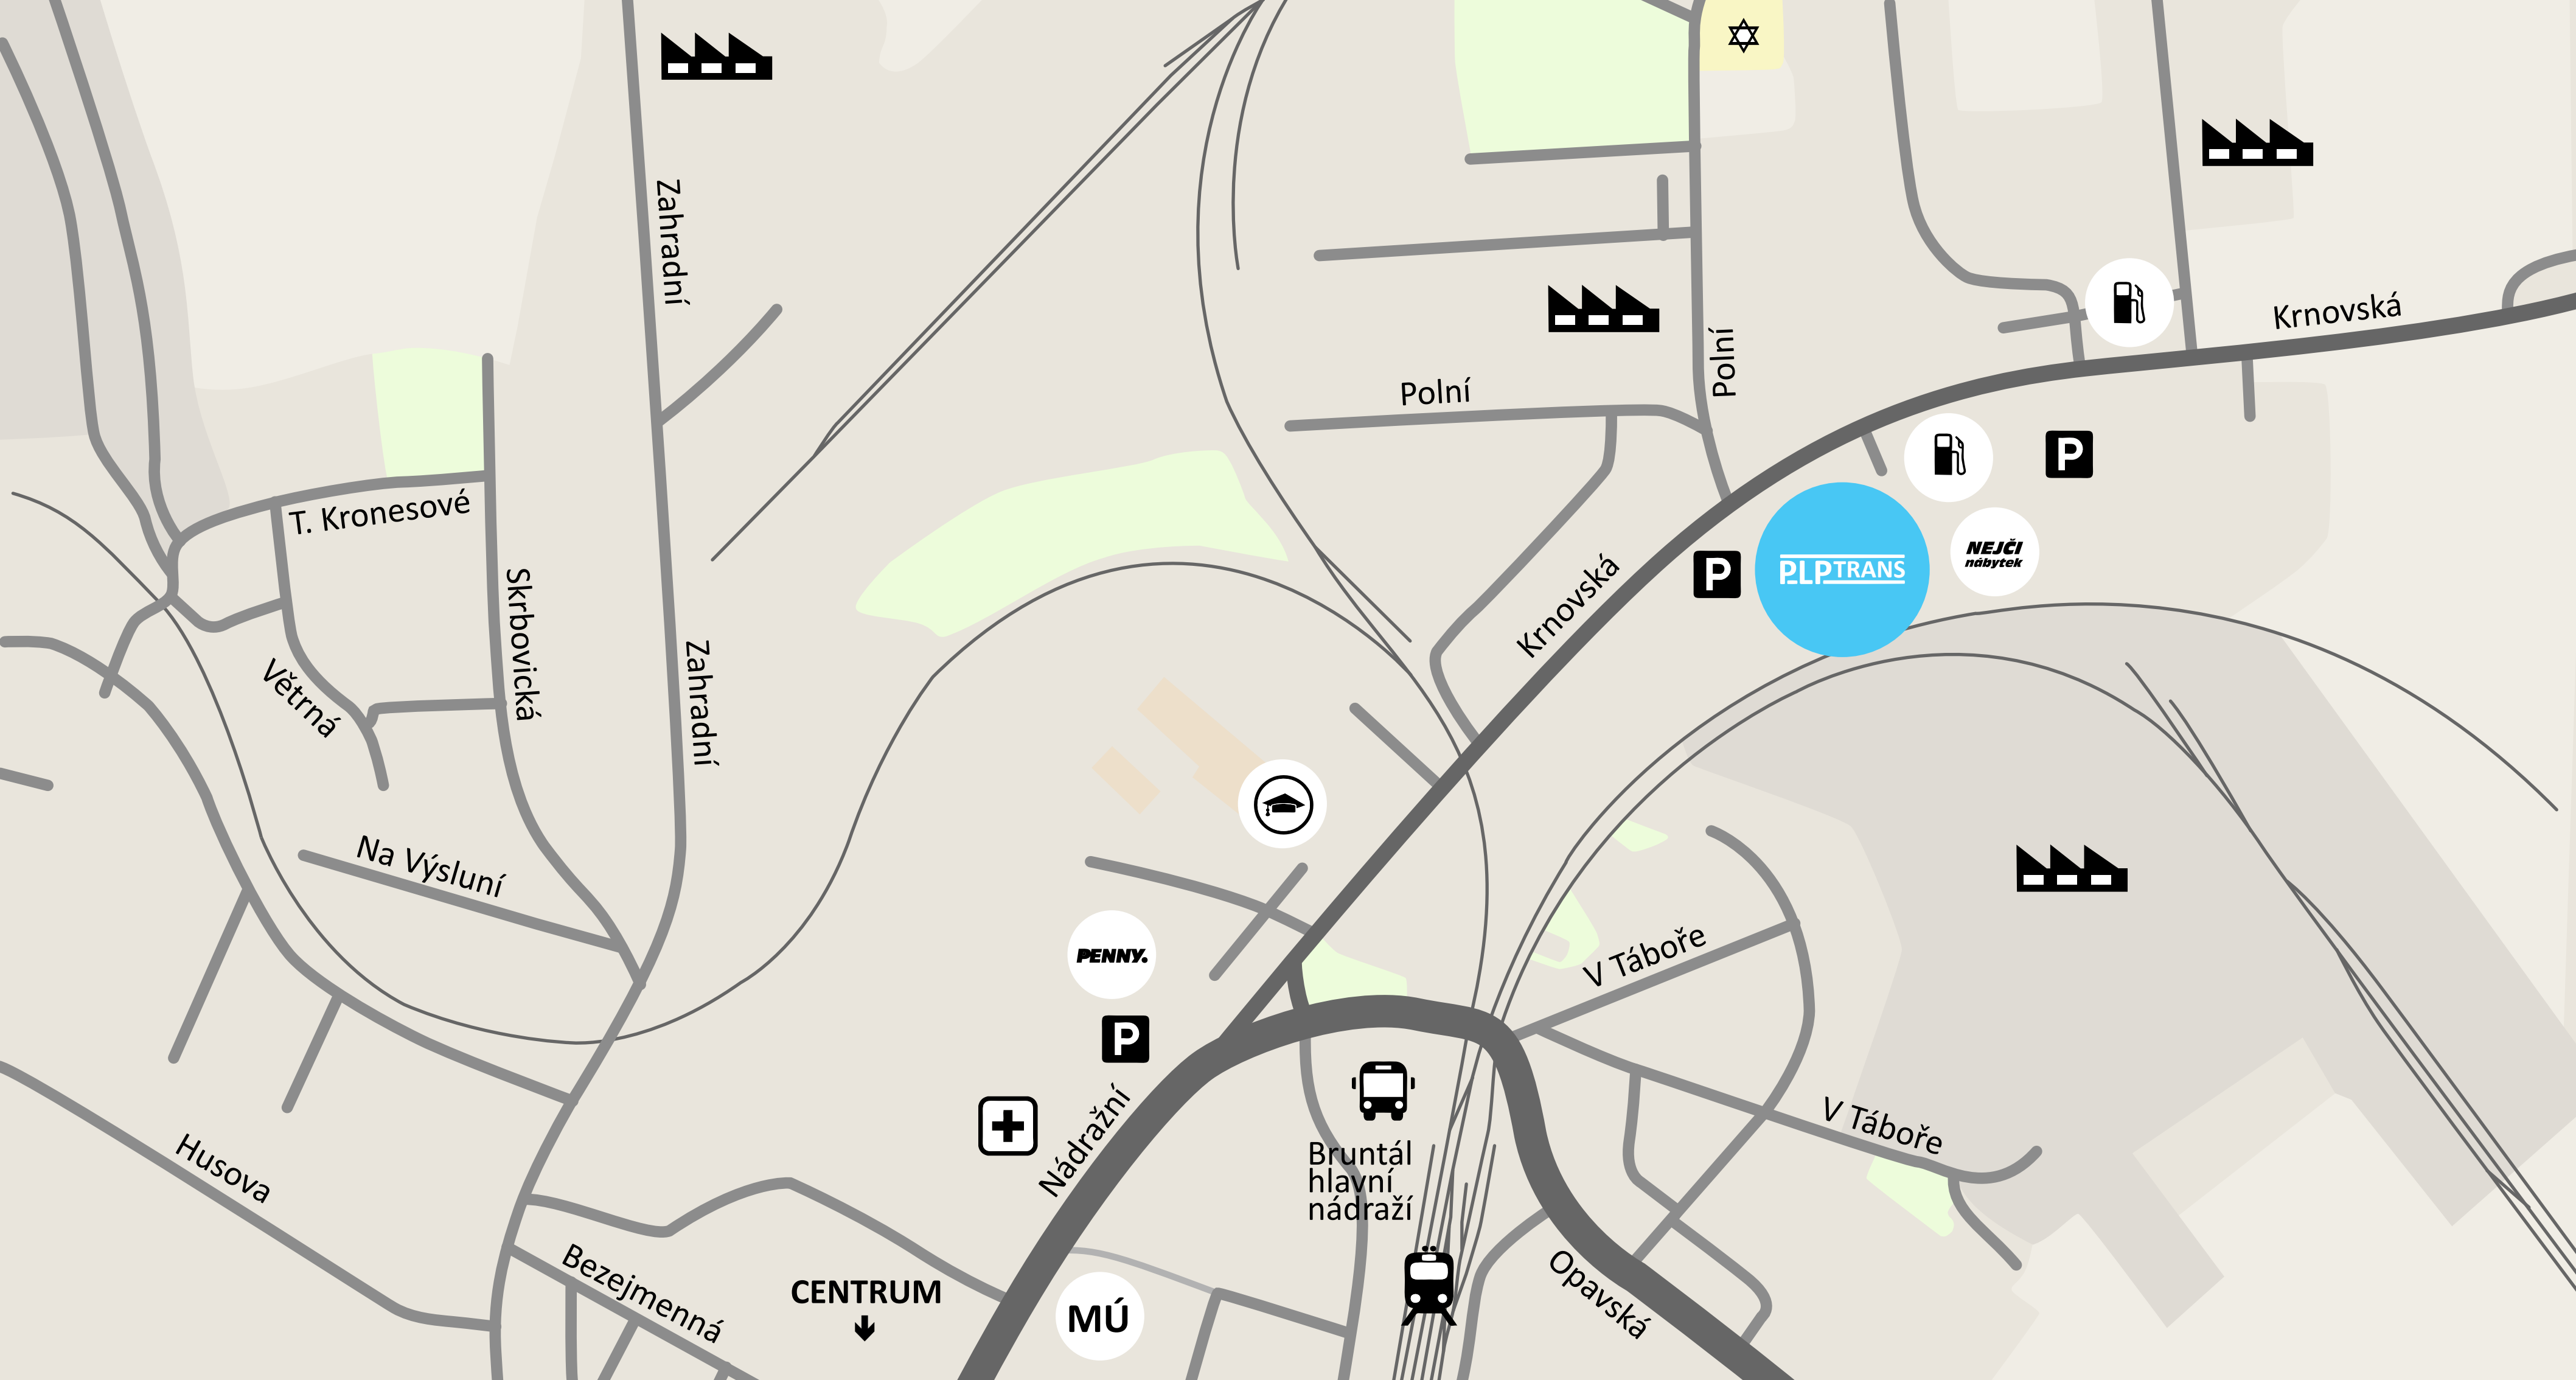 Zahradní
Krnovská
Polní
Polní
P
T. Kronesové
NEJČI
nábytek
PLPTRANS
P
Krnovská
Skrbovická
Zahradní
Větrná
Na Výsluní
PENNY.
V Táboře
P
Nádražní
V Táboře
Bruntál
hlavní
nádraží
Husova
Bezejmenná
CENTRUM
MÚ
Opavská